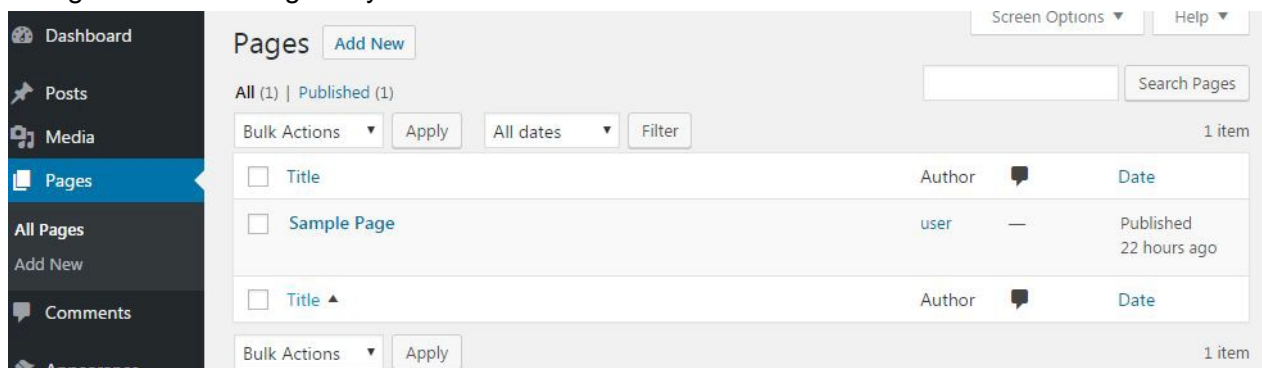 Dashboard
Posts
Media
Pages
All Pages
Add New
Comments
Screen Options ▼ Help ▼
Pages Add New
All (1) | Published (1)
Search Pages
Bulk Actions ▼ Apply All dates ▼ Filter 1 item
Title Author Date
Sample Page user — Published
22 hours ago
Title ▲ Author Date
Bulk Actions ▼ Apply 1 item